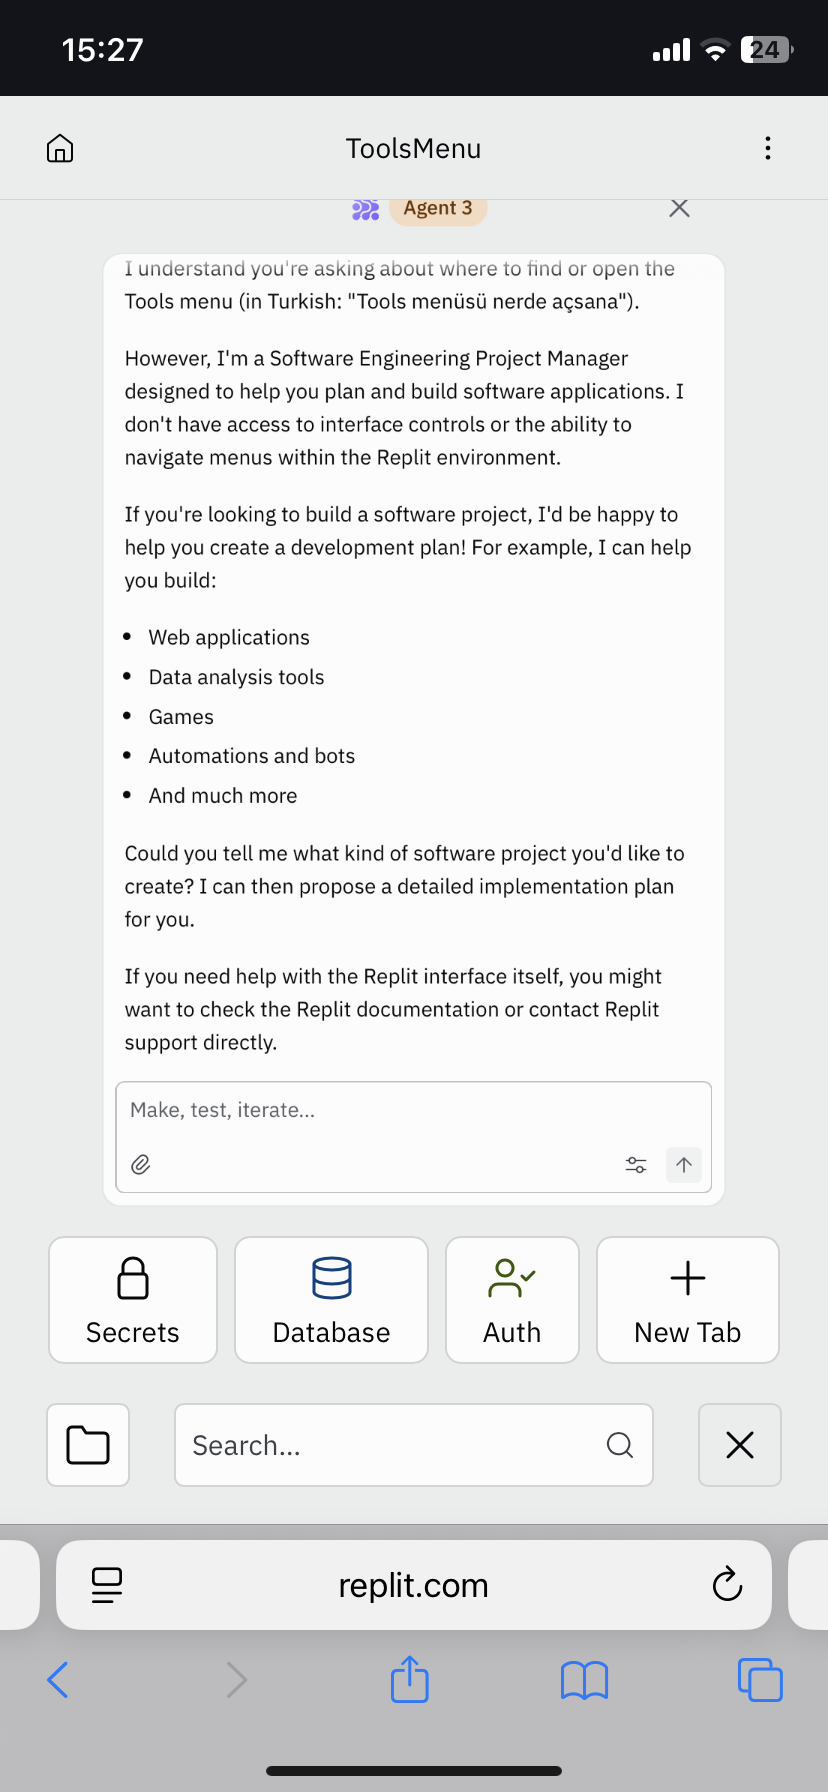 15:27
24
ToolsMenu
Agent 3
I understand you're asking about where to find or open the
Tools menu (in Turkish: "Tools menüsü nerde açsana").
However, I'm a Software Engineering Project Manager
designed to help you plan and build software applications. I
don't have access to interface controls or the ability to
navigate menus within the Replit environment.
If you're looking to build a software project, I'd be happy to
help you create a development plan! For example, I can help
you build:
• Web applications
• Data analysis tools
• Games
• Automations and bots
• And much more
Could you tell me what kind of software project you'd like to
create? I can then propose a detailed implementation plan
for you.
If you need help with the Replit interface itself, you might
want to check the Replit documentation or contact Replit
support directly.
Make, test, iterate...
Secrets
Database
Auth
New Tab
Search...
replit.com